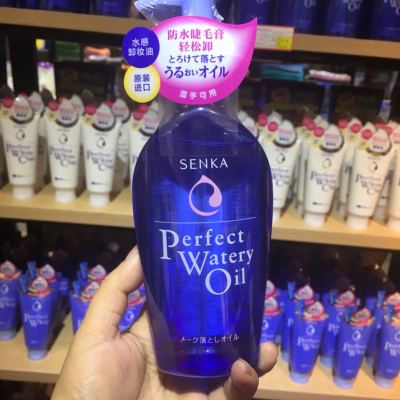 水感
卸妆油
原装
进口
防水睫毛膏
轻松卸
とろけて落とす
うるおいオイル
湿手可用
SENKA
Perfect
Watery
Oil
メーク落としオイル